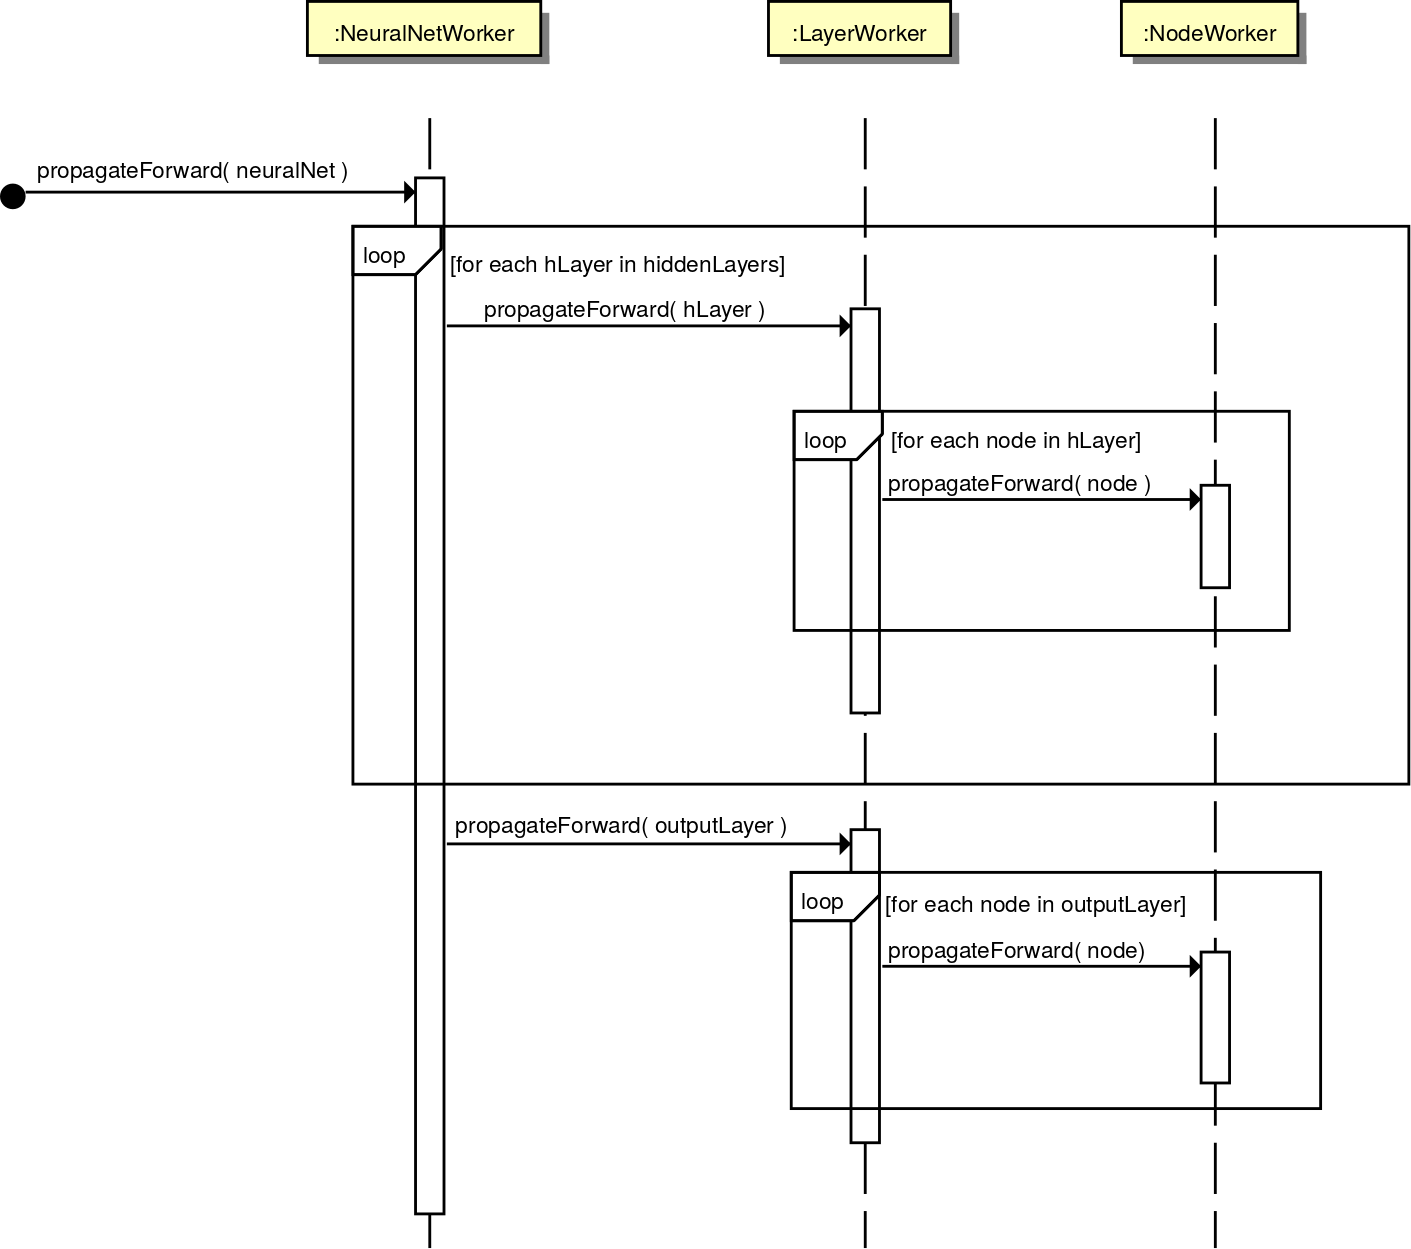 :NeuralNetWorker
:LayerWorker
:NodeWorker
propagateForward( neuralNet )
loop
[for each hLayer in hiddenLayers]
propagateForward( hLayer )
loop
[for each node in hLayer]
propagateForward( node )
propagateForward( outputLayer )
loop
[for each node in outputLayer]
propagateForward( node)